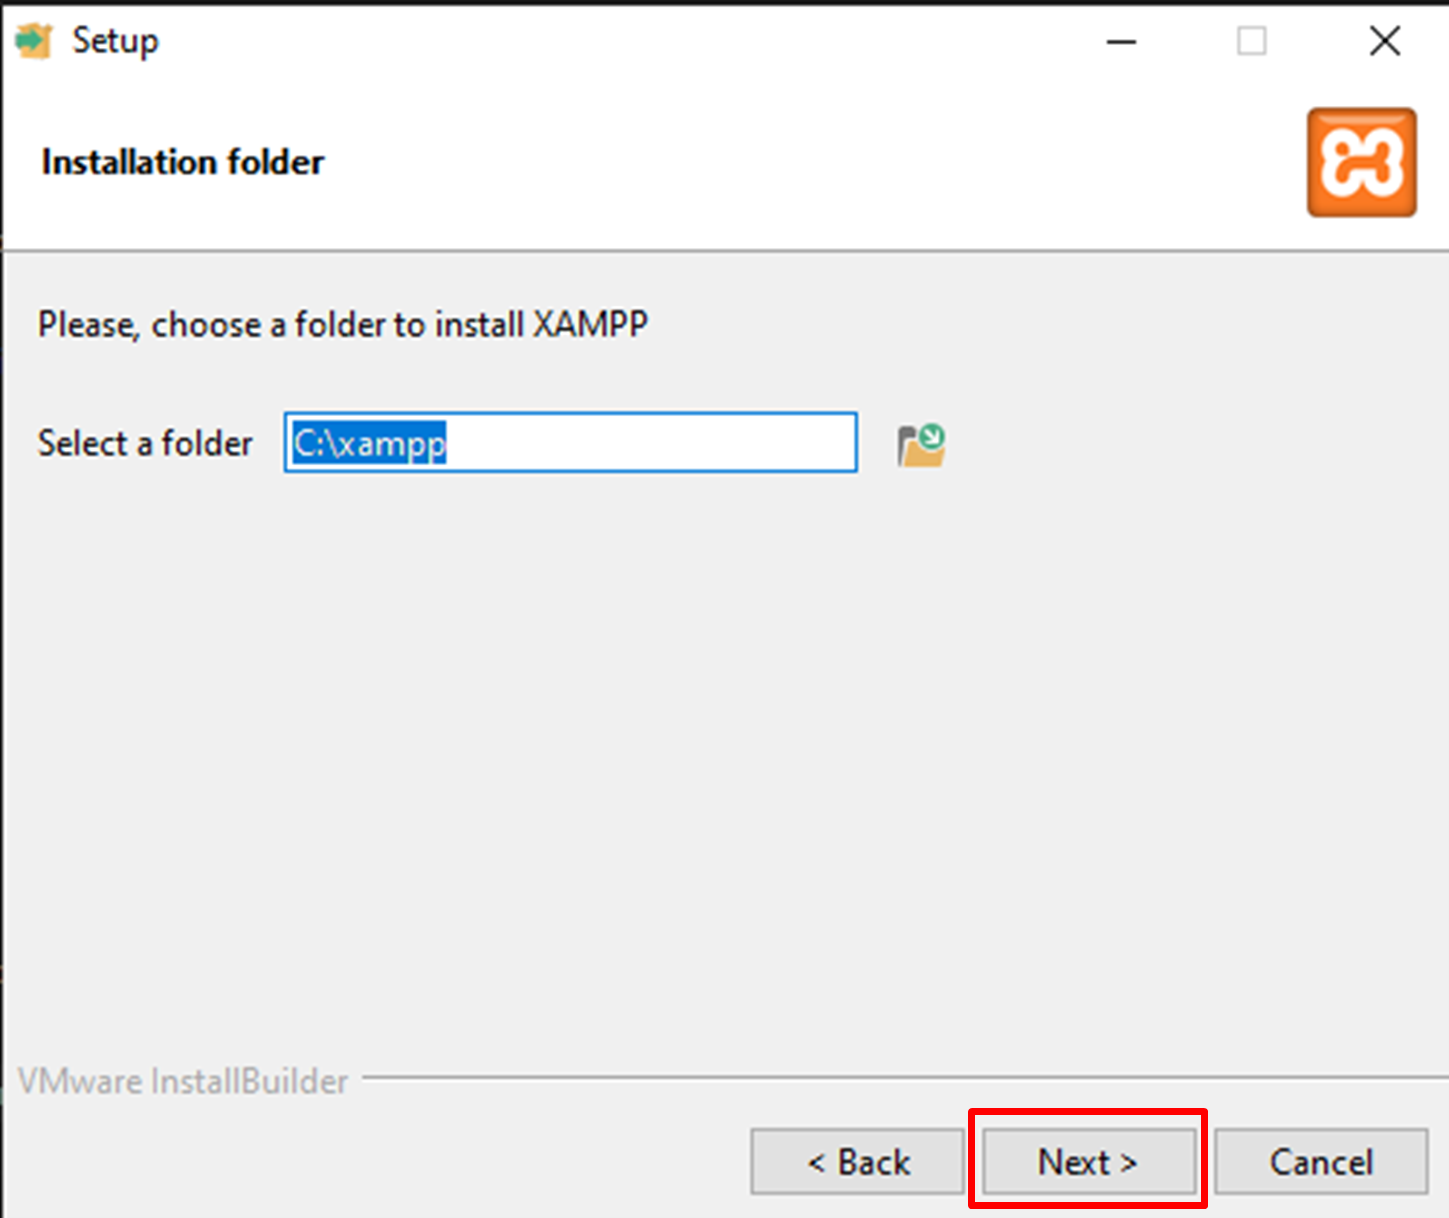 Setup
Installation folder
Please, choose a folder to install XAMPP
Select a folder C:\xampp
VMware InstallBuilder
< Back Next > Cancel